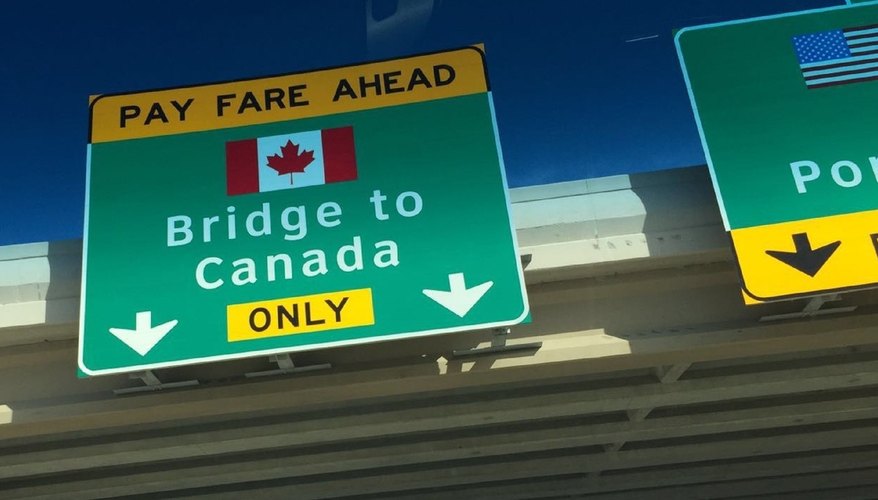 PAY FARE AHEAD
Bridge to
Canada
ONLY